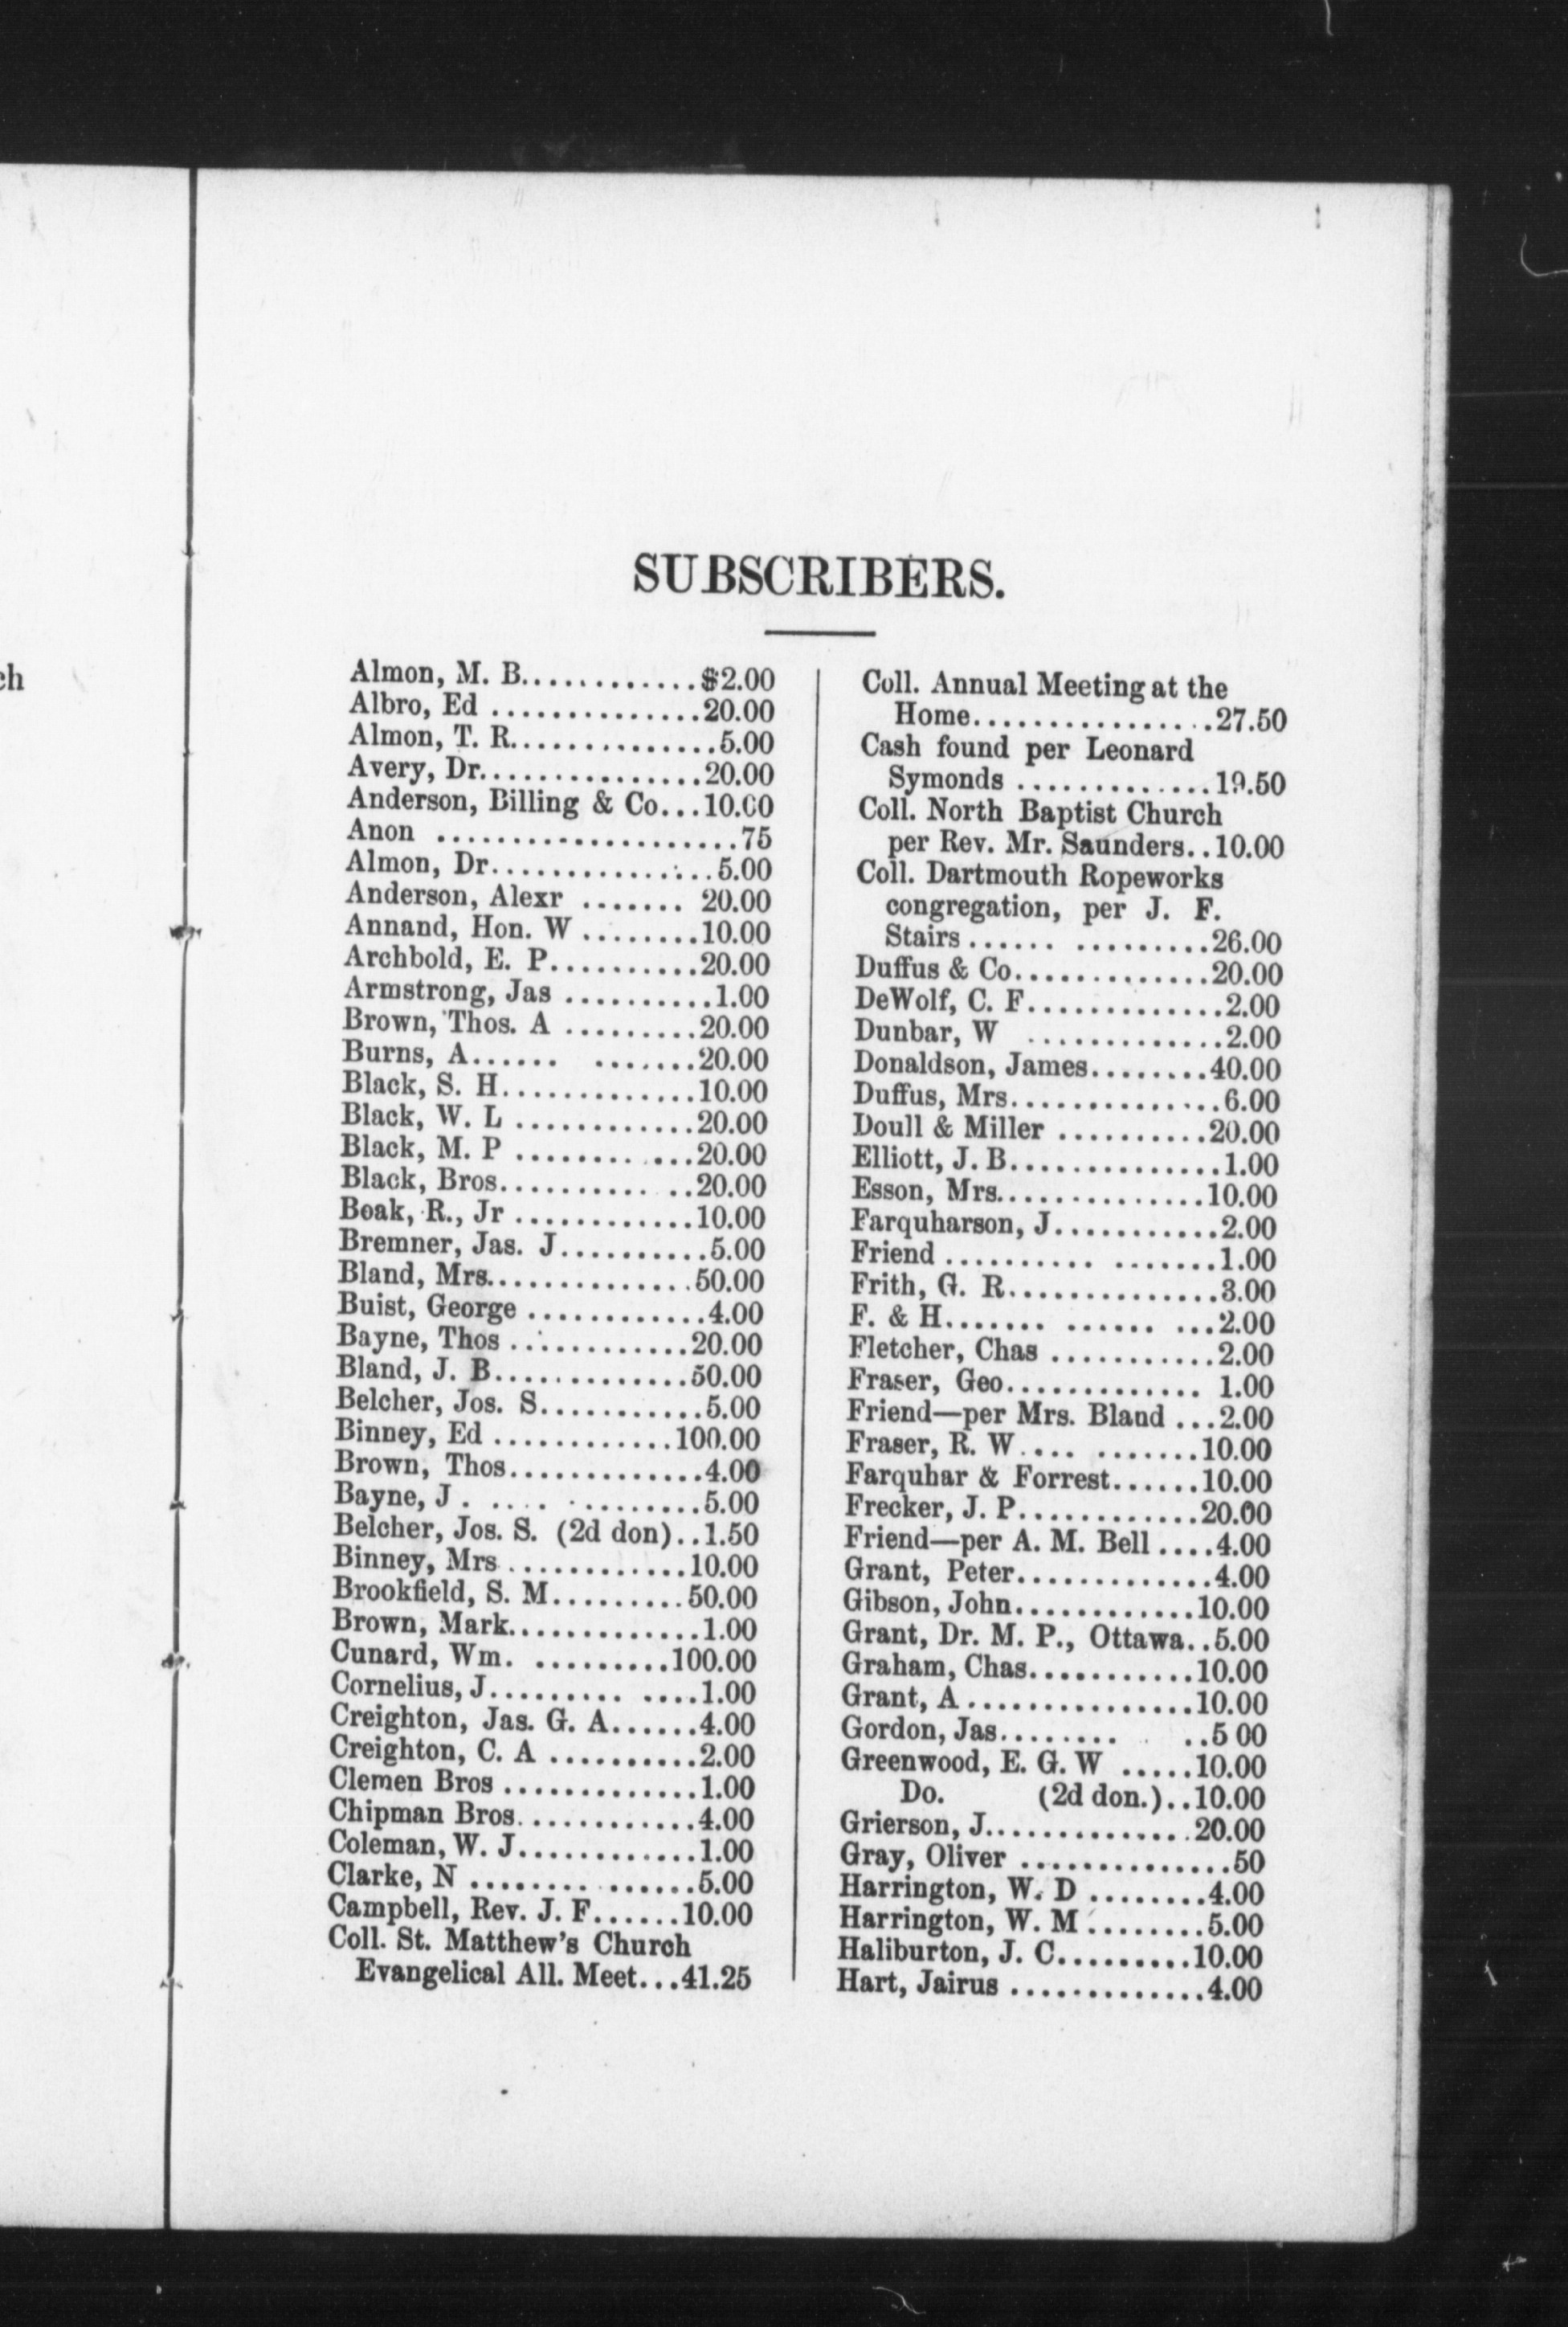 ch
SUBSCRIBERS.
Almon, M. B.............$2.00
Albro, Ed ...............20.00
Almon, T. R...............5.00
Avery, Dr................20.00
Anderson, Billing & Co...10.00
Anon .....................75
Almon, Dr................5.00
Anderson, Alexr ....... 20.00
Annand, Hon. W .........10.00
Archbold, E. P...........20.00
Armstrong, Jas ..........1.00
Brown, Thos. A ..........20.00
Burns, A...... .......20.00
Black, S. H..............10.00
Black, W. L .............20.00
Black, M. P ........ ....20.00
Black, Bros........... ..20.00
Boak, R., Jr .............10.00
Bremner, Jas. J..........5.00
Bland, Mrs...............50.00
Buist, George .............4.00
Bayne, Thos .............20.00
Bland, J. B..............50.00
Belcher, Jos. S............5.00
Binney, Ed .............100.00
Brown, Thos..............4.00
Bayne, J . .... .........5.00
Belcher, Jos. S. (2d don)..1.50
Binney, Mrs .............10.00
Brookfield, S. M..........50.00
Brown, Mark..............1.00
Cunard, Wm. ..........100.00
Cornelius, J......... ....1.00
Creighton, Jas. G. A......4.00
Creighton, C. A ..........2.00
Clemen Bros ..............1.00
Chipman Bros.............4.00
Coleman, W. J.............1.00
Clarke, N ........ ......5.00
Campbell, Rev. J. F......10.00
Coll. St. Matthew's Church
Evangelical All. Meet...41.25
Coll. Annual Meeting at the
Home.................27.50
Cash found per Leonard
Symonds ..............19.50
Coll. North Baptist Church
per Rev. Mr. Saunders..10.00
Coll. Dartmouth Ropeworks
congregation, per J. F.
Stairs...... .........26.00
Duffus & Co..............20.00
DeWolf, C. F..............2.00
Dunbar, W ..............2.00
Donaldson, James........40.00
Duffus, Mrs...............6.00
Doull & Miller ..........20.00
Elliott, J. B...............1.00
Esson, Mrs...............10.00
Farquharson, J...........2.00
Friend .......... .......1.00
Frith, G. R...............3.00
F. & H....... ...... ...2.00
Fletcher, Chas ...........2.00
Fraser, Geo.............. 1.00
Friend—per Mrs. Bland ...2.00
Fraser, R. W.... .......10.00
Farquhar & Forrest......10.00
Frecker, J. P.............20.00
Friend—per A. M. Bell ....4.00
Grant, Peter..............4.00
Gibson, John.............10.00
Grant, Dr. M. P., Ottawa..5.00
Graham, Chas...........10.00
Grant, A ................10.00
Gordon, Jas........ ..5 00
Greenwood, E. G. W .....10.00
Do. (2d don.)..10.00
Grierson, J...............20.00
Gray, Oliver ...............50
Harrington, W. D ........4.00
Harrington, W. M ........5.00
Haliburton, J. C.........10.00
Hart, Jairus .............4.00